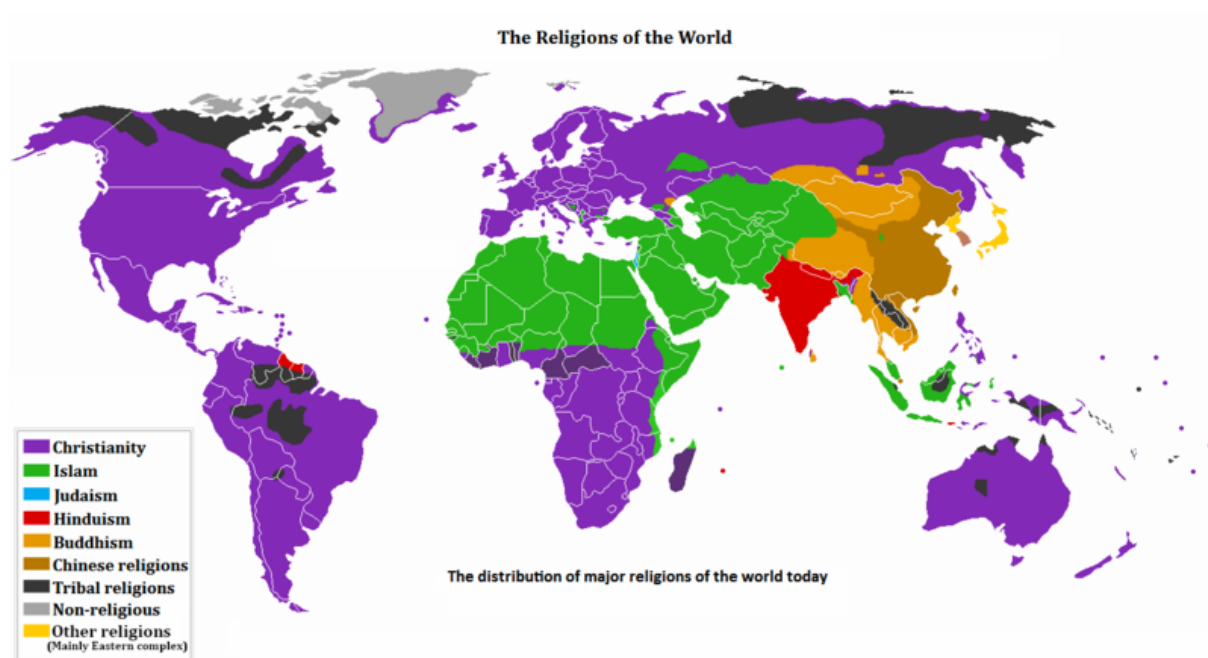 The Religions of the World
Christianity
Islam
Judaism
Hinduism
Buddhism
Chinese religions
Tribal religions
Non-religious
Other religions
(Mainly Eastern complex)
The distribution of major religions of the world today